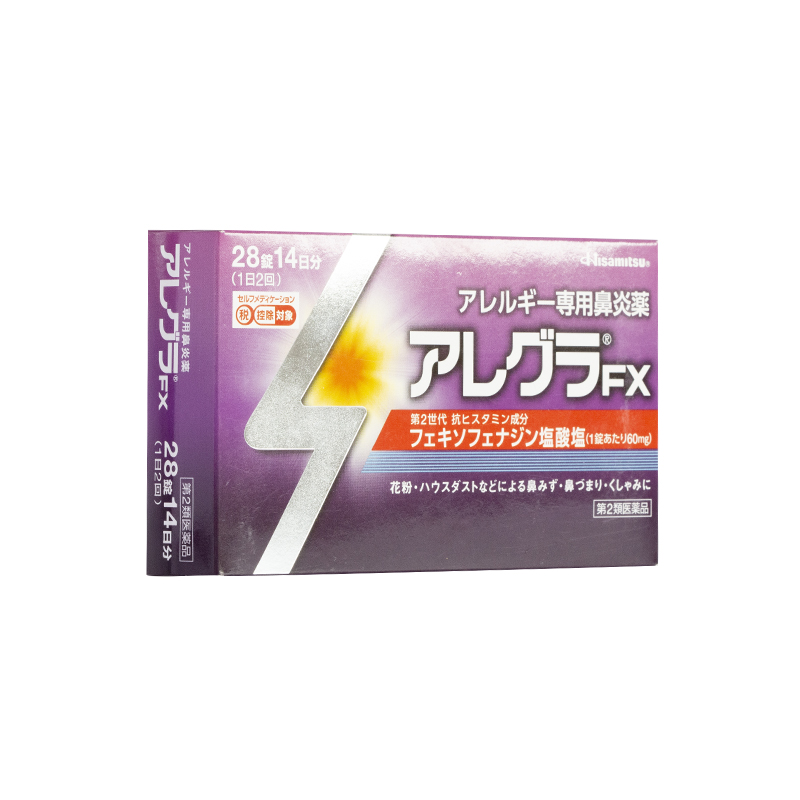 28錠14日分
(1日2回)
セルフメディケーション
税 控除 対象
Hisamitsu®
アレルギー専用鼻炎薬
アレグラ®FX
第2世代 抗ヒスタミン成分
フェキソフェナジン塩酸塩(1錠あたり60mg)
花粉・ハウスダストなどによる鼻みず・鼻づまり・くしゃみに
第2類医薬品
アレルギー専用鼻炎薬
アレグラ®FX
28錠14日分
(1日2回)
第2類医薬品